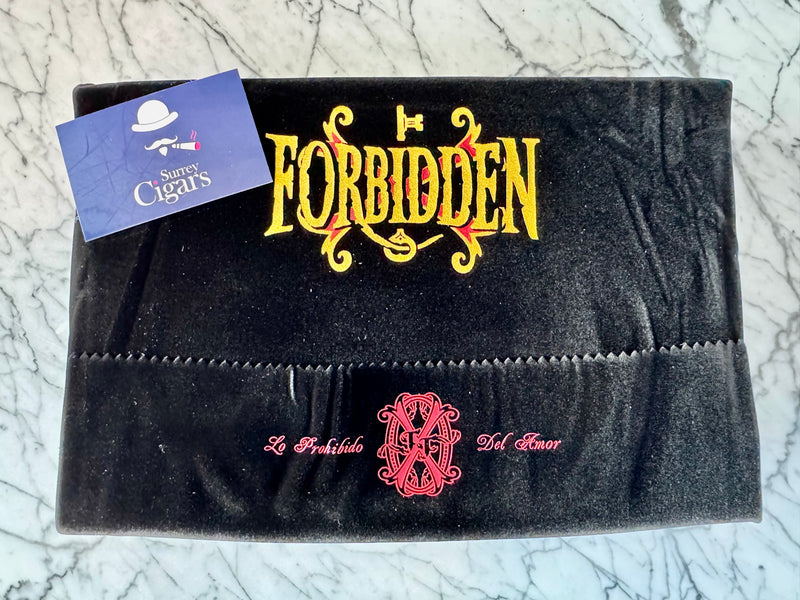 Surrey
Cigars
FORBIDDEN
Lo Prohibido
Del Amor